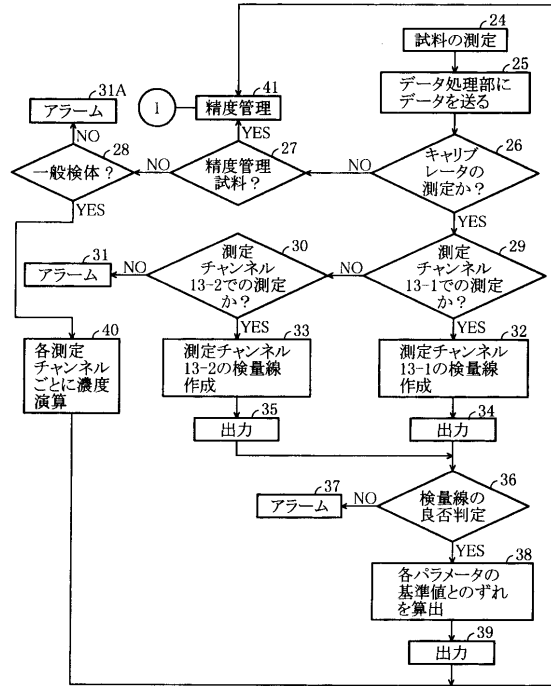 24
試料の測定
25
データ処理部に
データを送る
41
精度管理
1
31A
アラーム
YES
NO
28
一般検体？
NO
27
精度管理
試料？
NO
26
キャリブ
レータの
測定か？
YES
YES
31
アラーム
NO
30
測定
チャンネル
13-2での測定
か？
NO
29
測定
チャンネル
13-1での測定
か？
YES
YES
40
各測定
チャンネル
ごとに濃度
演算
33
測定チャンネル
13-2の検量線
作成
32
測定チャンネル
13-1の検量線
作成
35
出力
34
出力
37
アラーム
NO
36
検量線の
良否判定
YES
38
各パラメータの
基準値とのずれ
を算出
39
出力